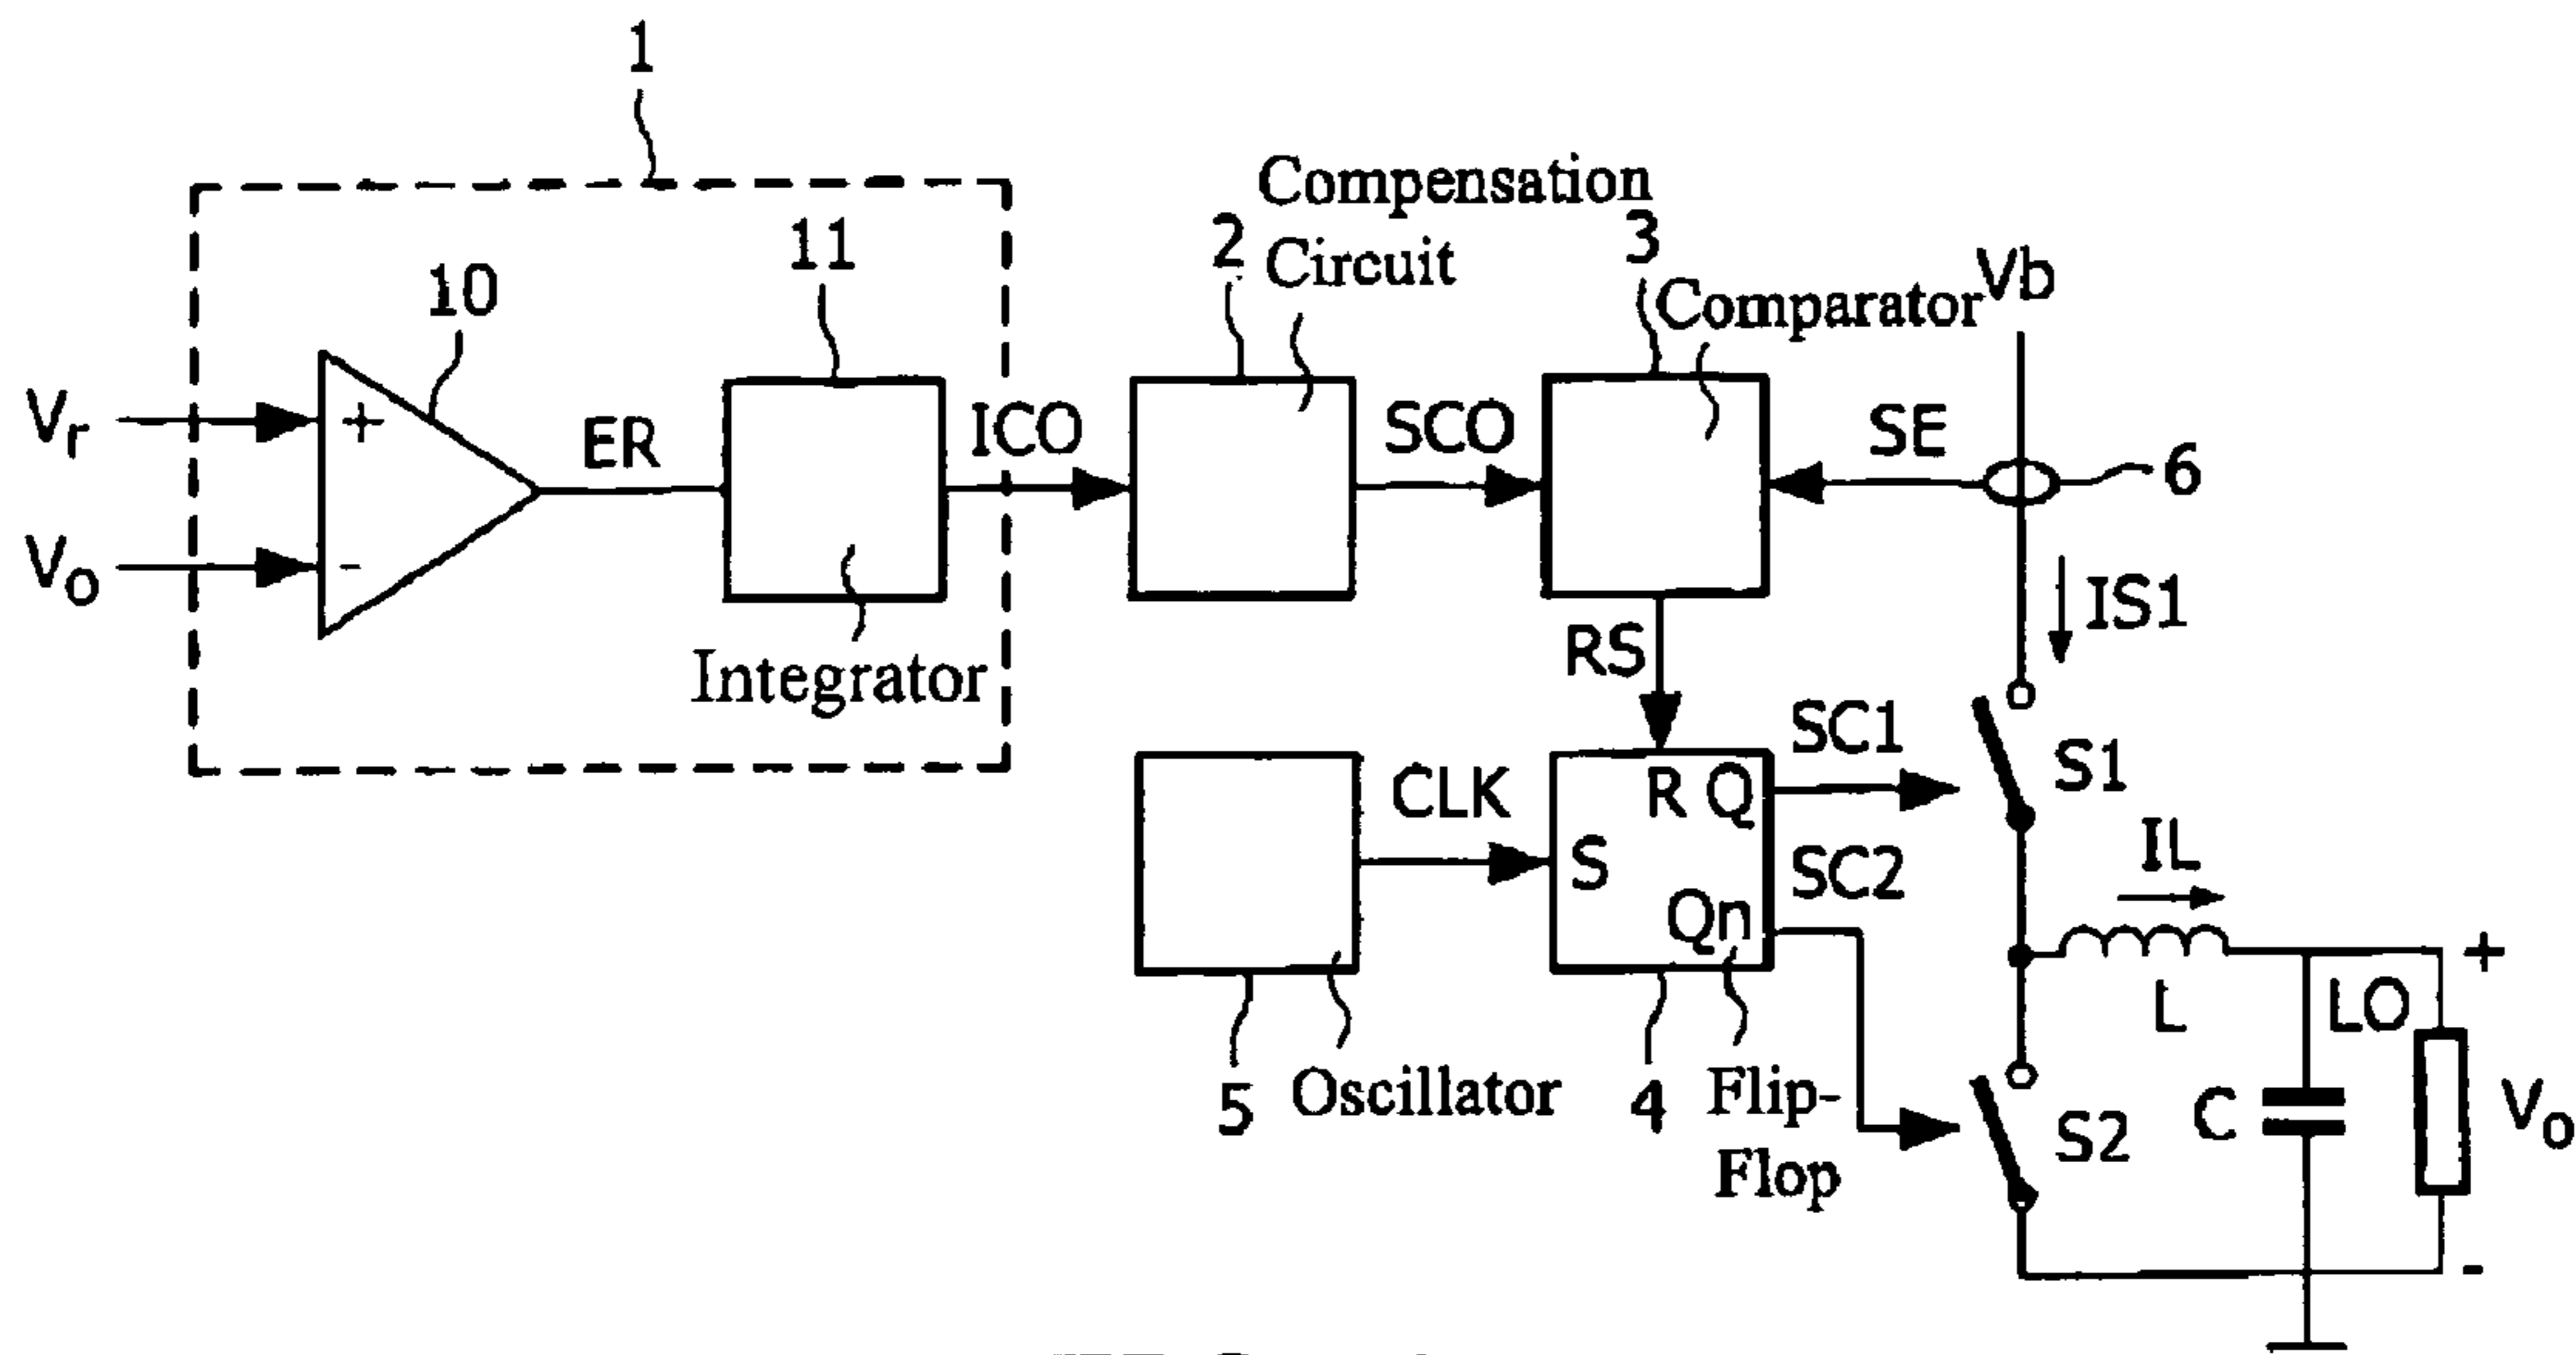 1
Compensation
Circuit
2
3
Comparator
Vb
10
11
Vr
+
ER
ICO
SCO
SE
6
Vo
-
IS1
Integrator
RS
SC1
S1
CLK
R Q
S
SC2
Qn
IL
L
LO
+
5
Oscillator
4
Flip-
Flop
S2
C
Vo
-